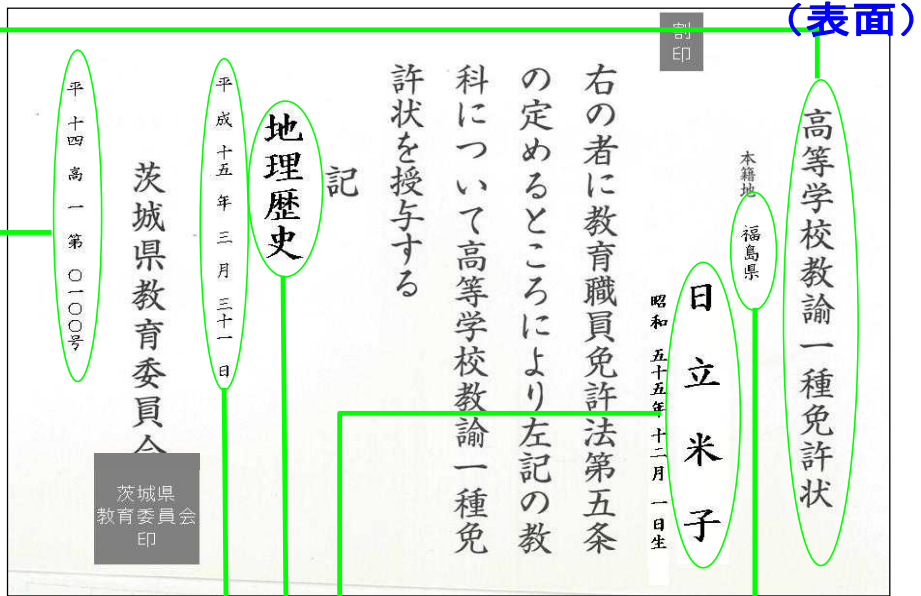 (表面)
割印
高等学校教諭一種免許状
本籍地 福島県
日立米子
昭和 五十五年 十二月 一日生
右の者に教育職員免許法第五条
の定めるところにより左記の教
科について高等学校教諭一種免
許状を授与する
記
地理歴史
平成 十五年 三月 三十一日
茨城県教育委員会
平 十四 高 一 第 〇一〇〇号
茨城県
教育委員会
印